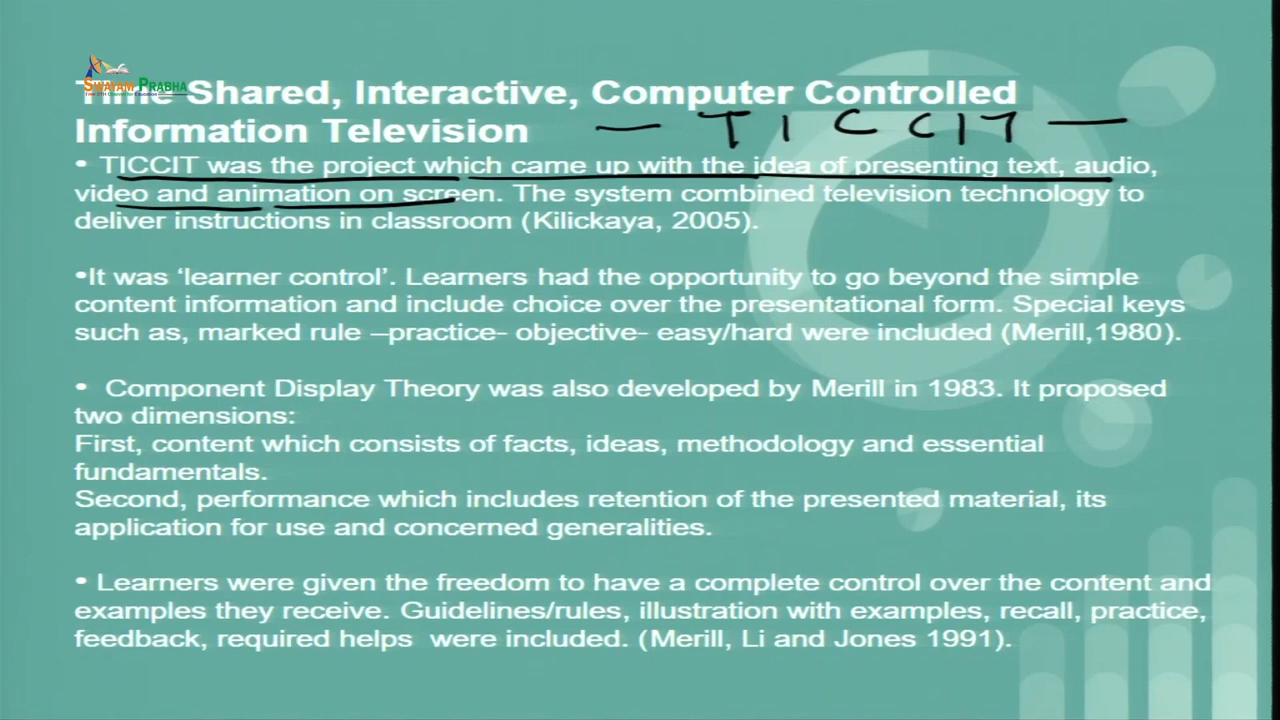 SWAYAM PRABHA
The Shared, Interactive, Computer Controlled
Information Television — TICCIT —
• TICCIT was the project which came up with the idea of presenting text, audio,
video and animation on screen. The system combined television technology to
deliver instructions in classroom (Kilickaya, 2005).
•It was ‘learner control’. Learners had the opportunity to go beyond the simple
content information and include choice over the presentational form. Special keys
such as, marked rule –practice- objective- easy/hard were included (Merill,1980).
• Component Display Theory was also developed by Merill in 1983. It proposed
two dimensions:
First, content which consists of facts, ideas, methodology and essential
fundamentals.
Second, performance which includes retention of the presented material, its
application for use and concerned generalities.
• Learners were given the freedom to have a complete control over the content and
examples they receive. Guidelines/rules, illustration with examples, recall, practice,
feedback, required helps were included. (Merill, Li and Jones 1991).